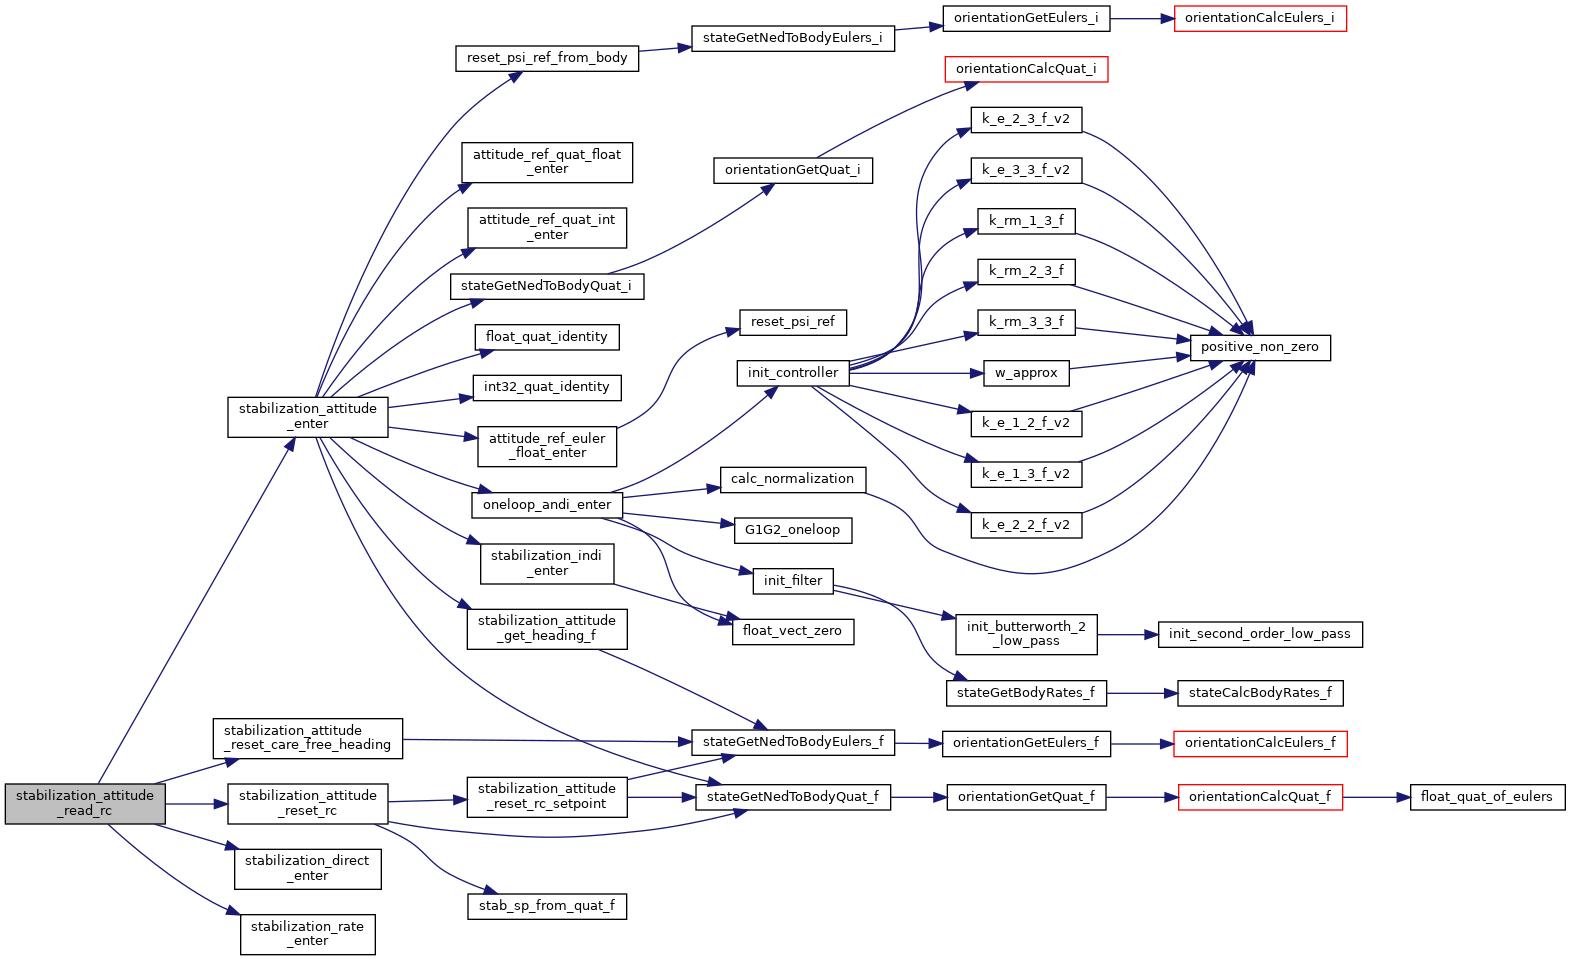 orientationGetEulers_i
orientationCalcEulers_i
stateGetNedToBodyEulers_i
reset_psi_ref_from_body
orientationCalcQuat_i
k_e_2_3_f_v2
attitude_ref_quat_float
_enter
orientationGetQuat_i
k_e_3_3_f_v2
attitude_ref_quat_int
_enter
k_rm_1_3_f
stateGetNedToBodyQuat_i
k_rm_2_3_f
float_quat_identity
reset_psi_ref
k_rm_3_3_f
positive_non_zero
int32_quat_identity
init_controller
w_approx
stabilization_attitude
_enter
k_e_1_2_f_v2
attitude_ref_euler
_float_enter
k_e_1_3_f_v2
calc_normalization
oneloop_andi_enter
G1G2_oneloop
k_e_2_2_f_v2
stabilization_indi
_enter
init_filter
stabilization_attitude
_get_heading_f
float_vect_zero
init_butterworth_2
_low_pass
init_second_order_low_pass
stateGetBodyRates_f
stateCalcBodyRates_f
stabilization_attitude
_reset_care_free_heading
stateGetNedToBodyEulers_f
orientationGetEulers_f
orientationCalcEulers_f
stabilization_attitude
_read_rc
stabilization_attitude
_reset_rc
stabilization_attitude
_reset_rc_setpoint
stateGetNedToBodyQuat_f
orientationGetQuat_f
orientationCalcQuat_f
float_quat_of_eulers
stabilization_direct
_enter
stab_sp_from_quat_f
stabilization_rate
_enter